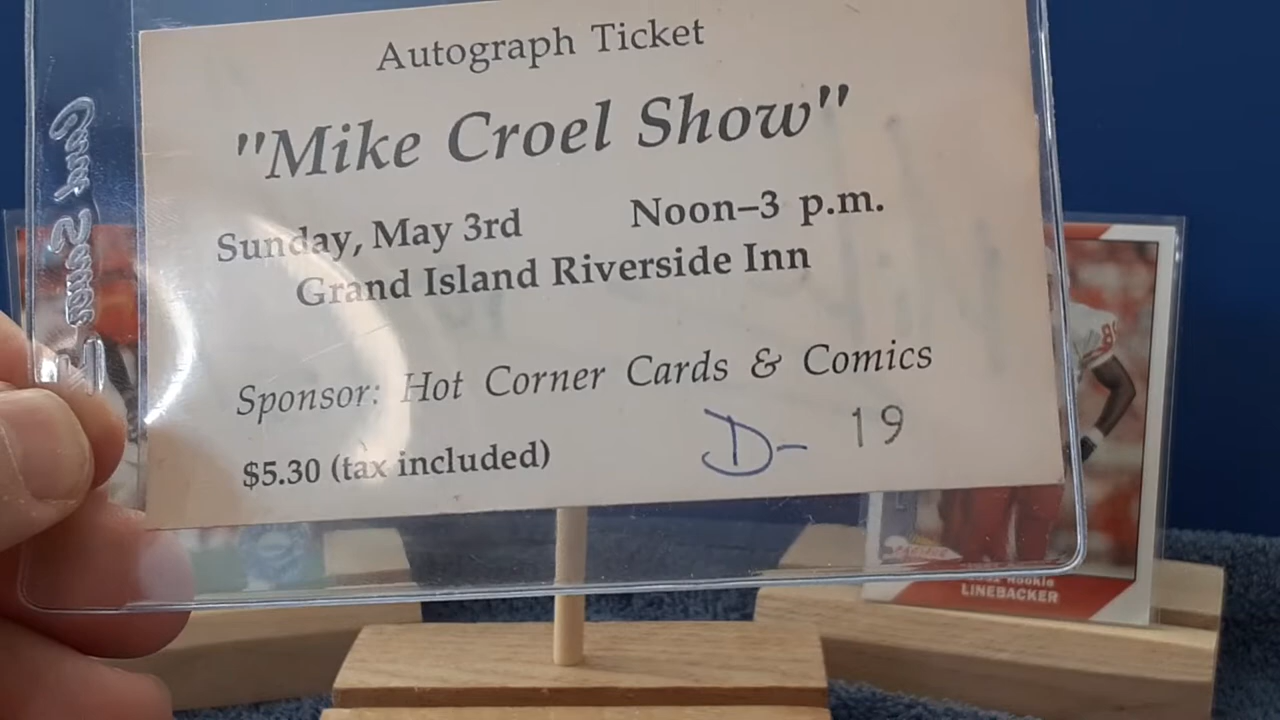 Autograph Ticket
"Mike Croel Show"
Sunday, May 3rd Noon–3 p.m.
Grand Island Riverside Inn
Sponsor: Hot Corner Cards & Comics
$5.30 (tax included) D- 19
Rookie
LINEBACKER